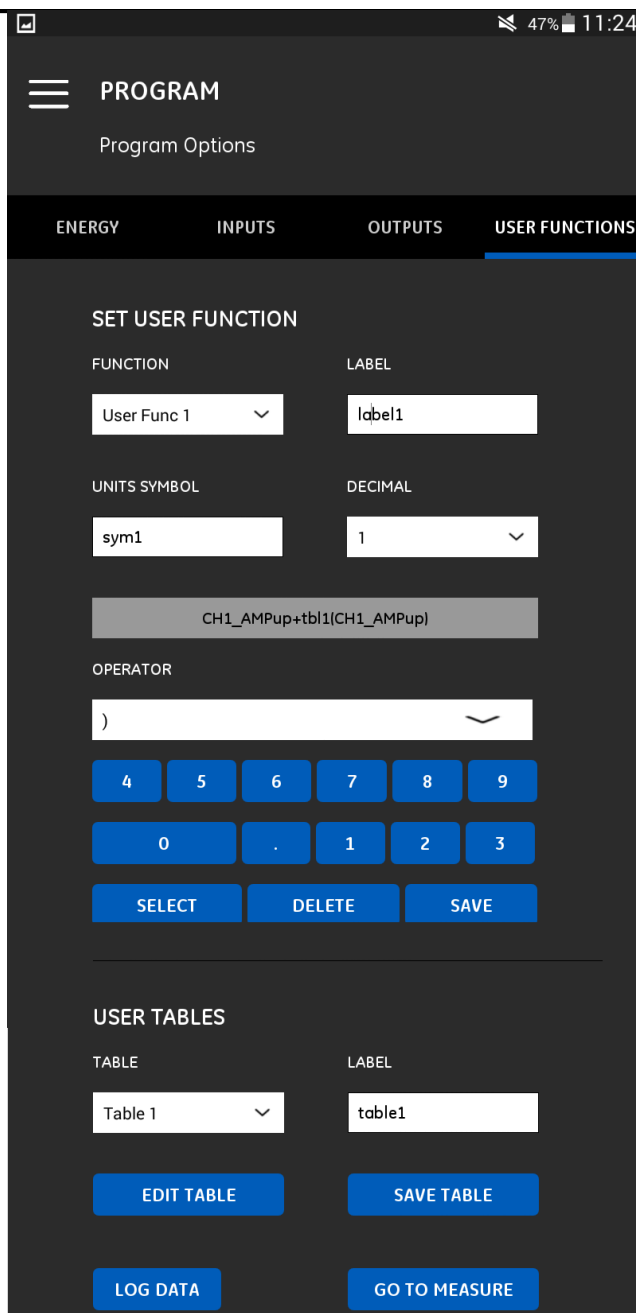 47% 11:24
PROGRAM
Program Options
ENERGY INPUTS OUTPUTS USER FUNCTIONS
SET USER FUNCTION
FUNCTION LABEL
User Func 1 label1
UNITS SYMBOL DECIMAL
sym1 1
CH1_AMPup+tbl1(CH1_AMPup)
OPERATOR
)
4 5 6 7 8 9
0 . 1 2 3
SELECT DELETE SAVE
USER TABLES
TABLE LABEL
Table 1 table1
EDIT TABLE SAVE TABLE
LOG DATA GO TO MEASURE